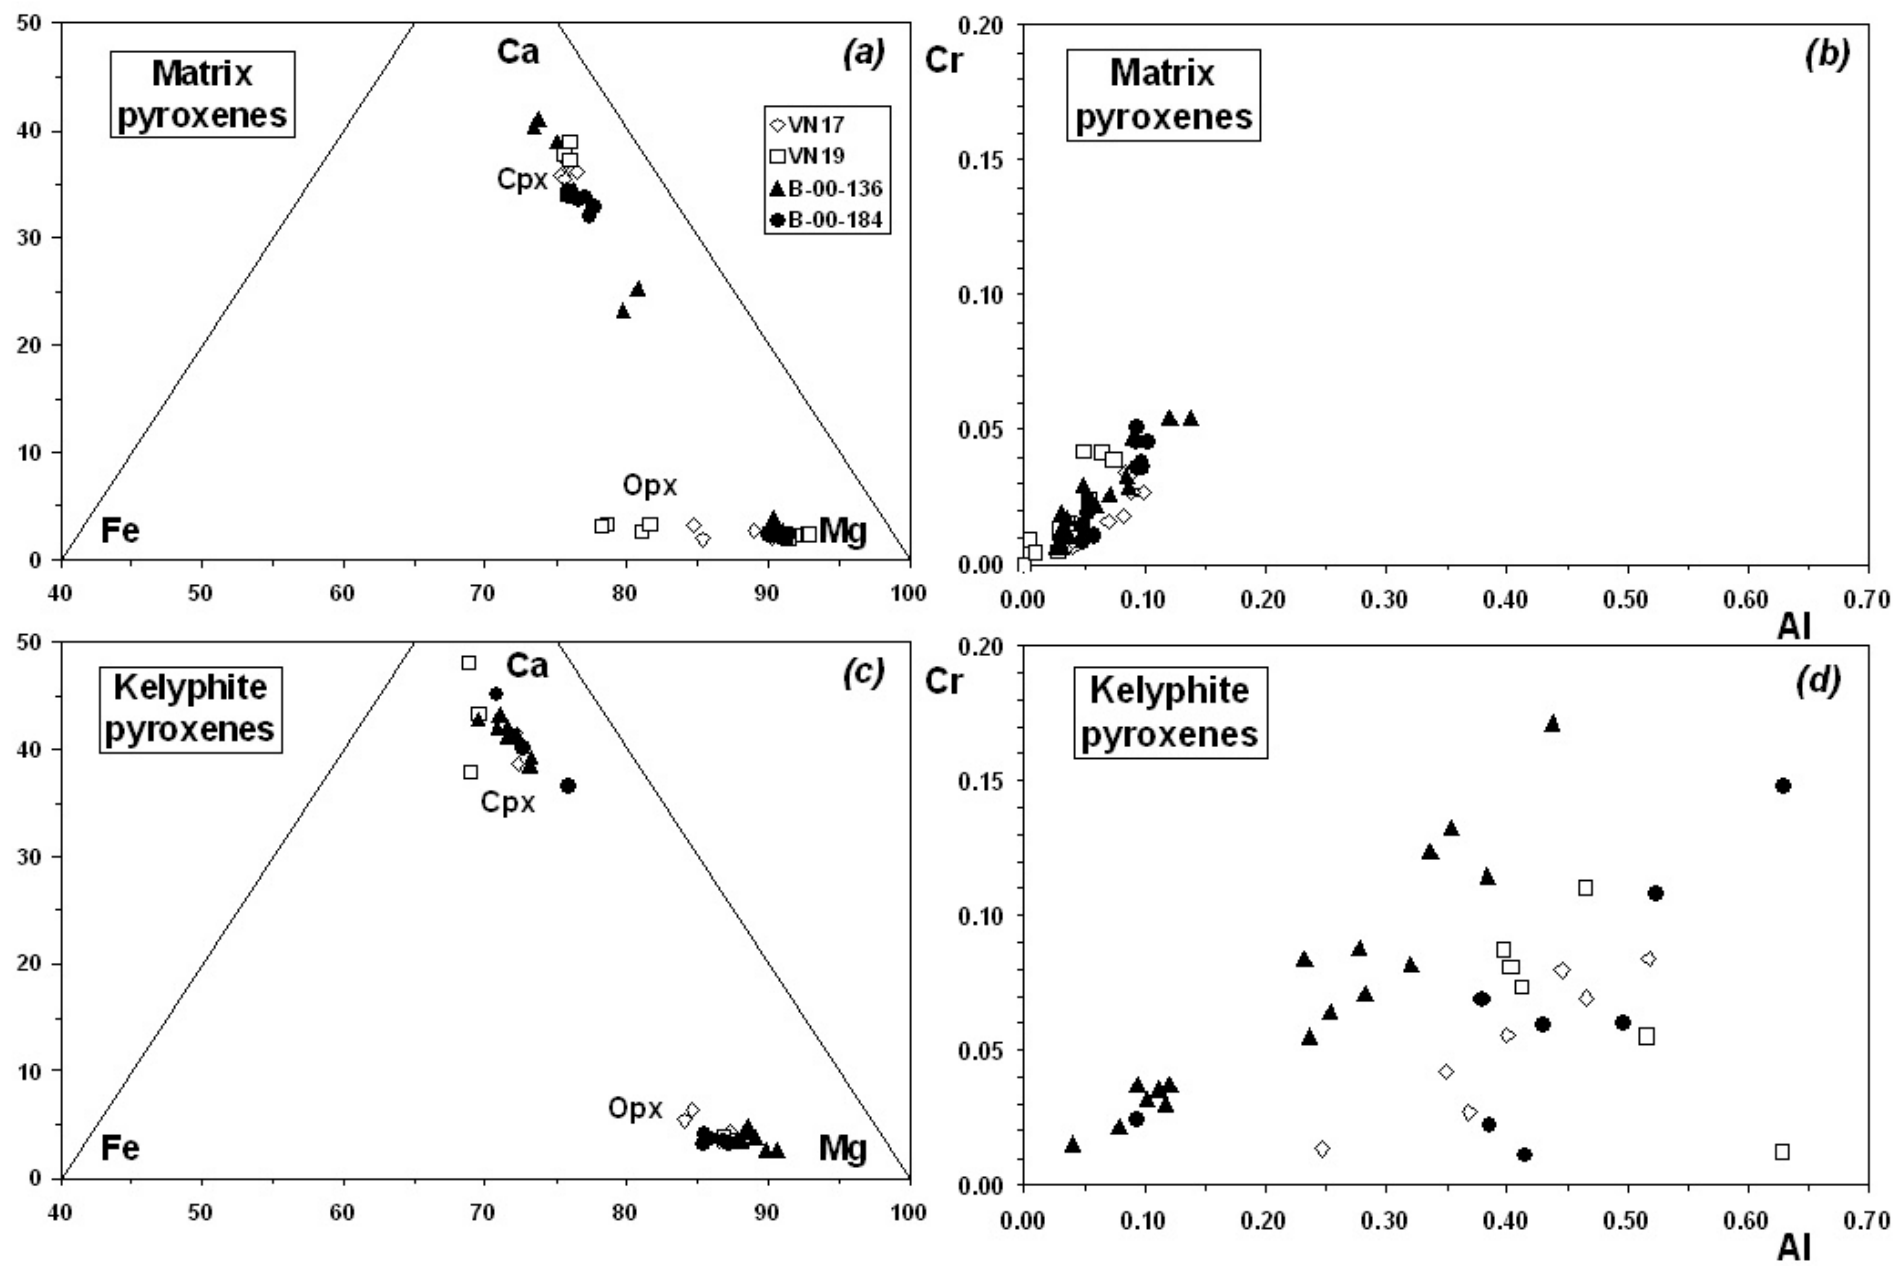 50
40
30
20
10
0
Matrix
pyroxenes
Ca
(a)
VN17
VN19
B-00-136
B-00-184
Cpx
Opx
Fe
Mg
40 50 60 70 80 90 100
Cr
0.20
0.15
0.10
0.05
0.00
Matrix
pyroxenes
(b)
0.00 0.10 0.20 0.30 0.40 0.50 0.60 0.70
Al
50
40
30
20
10
0
Kelyphite
pyroxenes
Ca
(c)
Cpx
Opx
Fe
Mg
40 50 60 70 80 90 100
Cr
0.20
0.15
0.10
0.05
0.00
Kelyphite
pyroxenes
(d)
0.00 0.10 0.20 0.30 0.40 0.50 0.60 0.70
Al